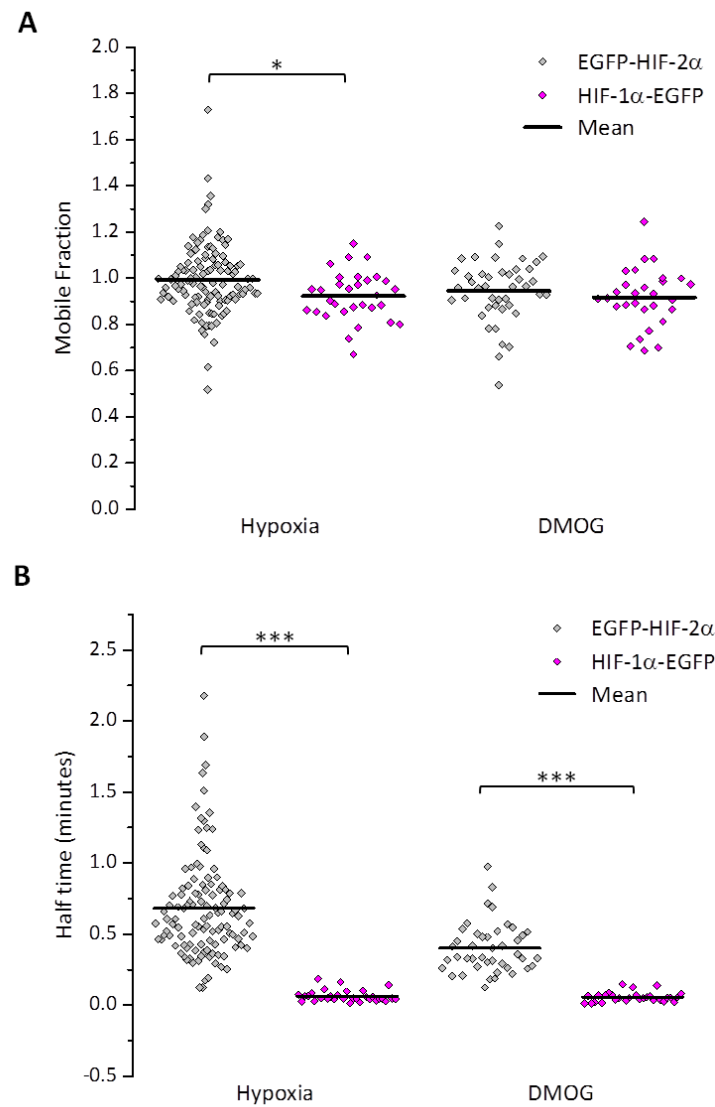 A
2.0
1.8
1.6
1.4
1.2
1.0
0.8
0.6
0.4
0.2
0.0
Mobile Fraction
*
EGFP-HIF-2α
HIF-1α-EGFP
Mean
Hypoxia
DMOG
B
2.5
2.0
1.5
1.0
0.5
0.0
-0.5
Half time (minutes)
***
***
EGFP-HIF-2α
HIF-1α-EGFP
Mean
Hypoxia
DMOG